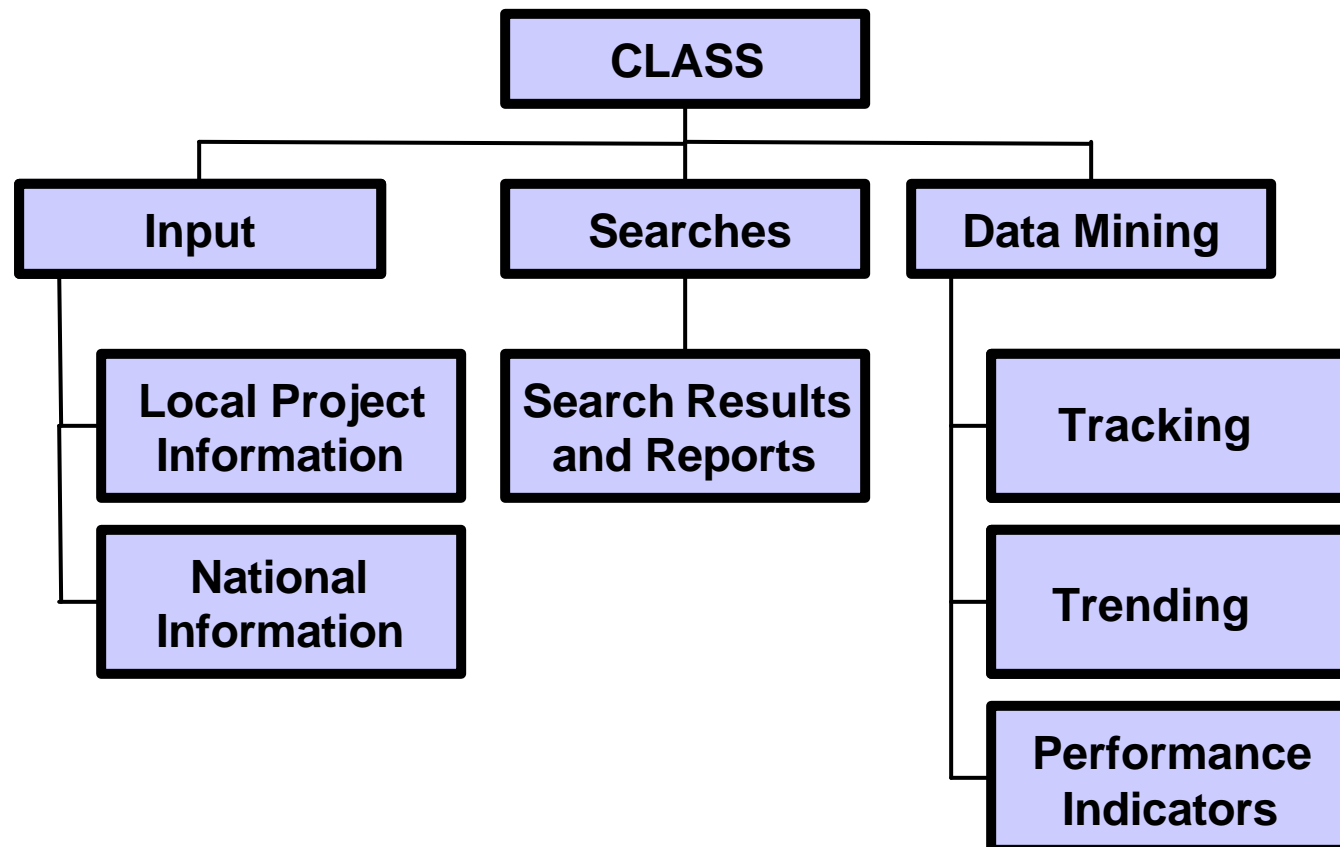 CLASS
Input
Searches
Data Mining
Local Project
Information
Search Results
and Reports
Tracking
National
Information
Trending
Performance
Indicators